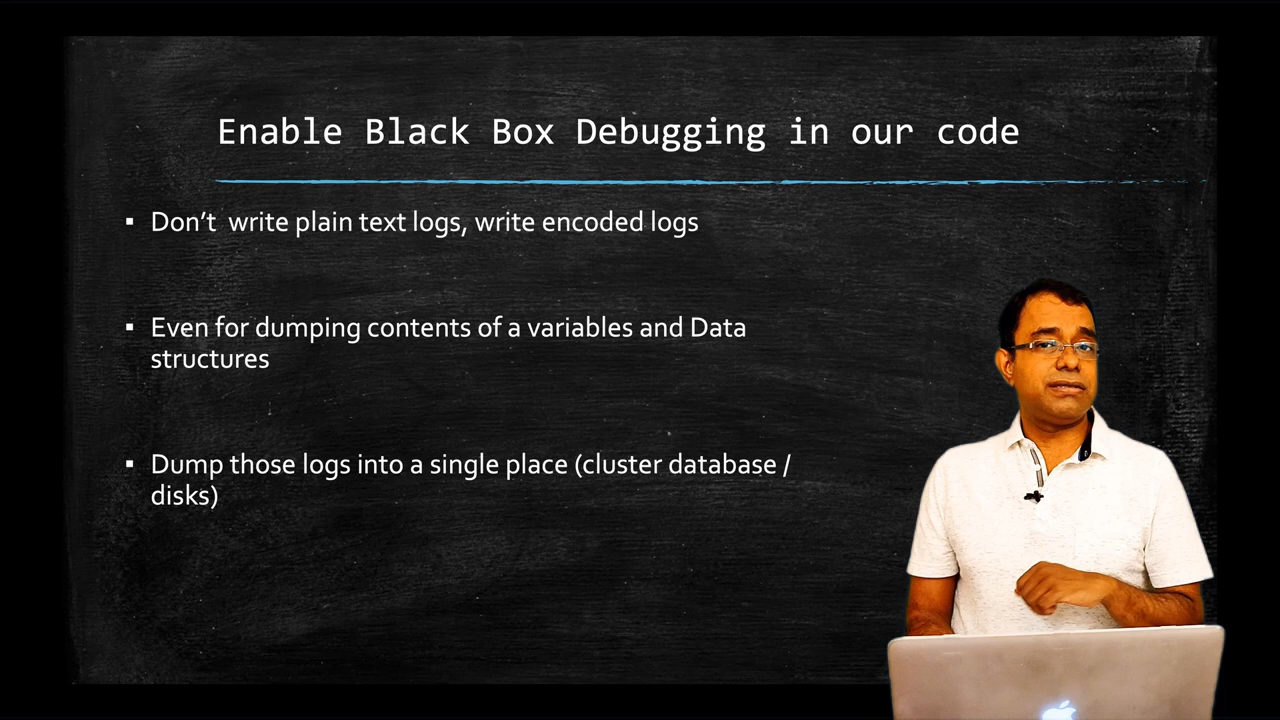 Enable Black Box Debugging in our code
▪ Don’t write plain text logs, write encoded logs
▪ Even for dumping contents of a variables and Data
structures
▪ Dump those logs into a single place (cluster database /
disks)